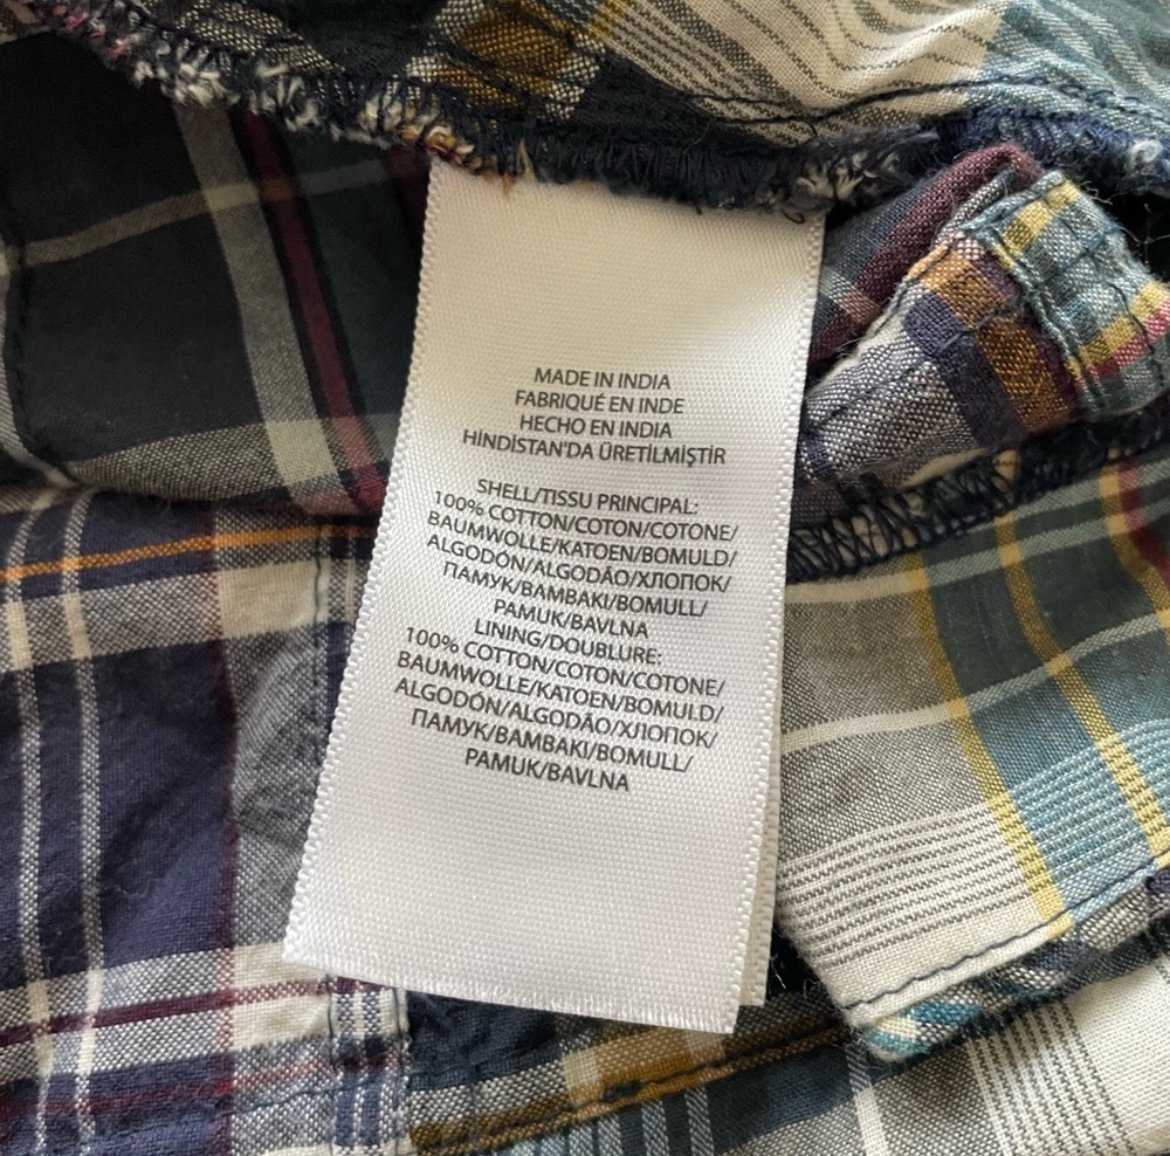 MADE IN INDIA
FABRIQUÉ EN INDE
HECHO EN INDIA
HİNDİSTAN'DA ÜRETİLMİŞTİR
SHELL/TISSU PRINCIPAL:
100% COTTON/COTON/COTONE/
BAUMWOLLE/KATOEN/BOMULD/
ALGODÓN/ALGODÃO/ХЛОПОК/
ПАМУК/BAMBAKI/BOMULL/
PAMUK/BAVLNA
LINING/DOUBLURE:
100% COTTON/COTON/COTONE/
BAUMWOLLE/KATOEN/BOMULD/
ALGODÓN/ALGODÃO/ХЛОПОК/
ПАМУК/BAMBAKI/BOMULL/
PAMUK/BAVLNA